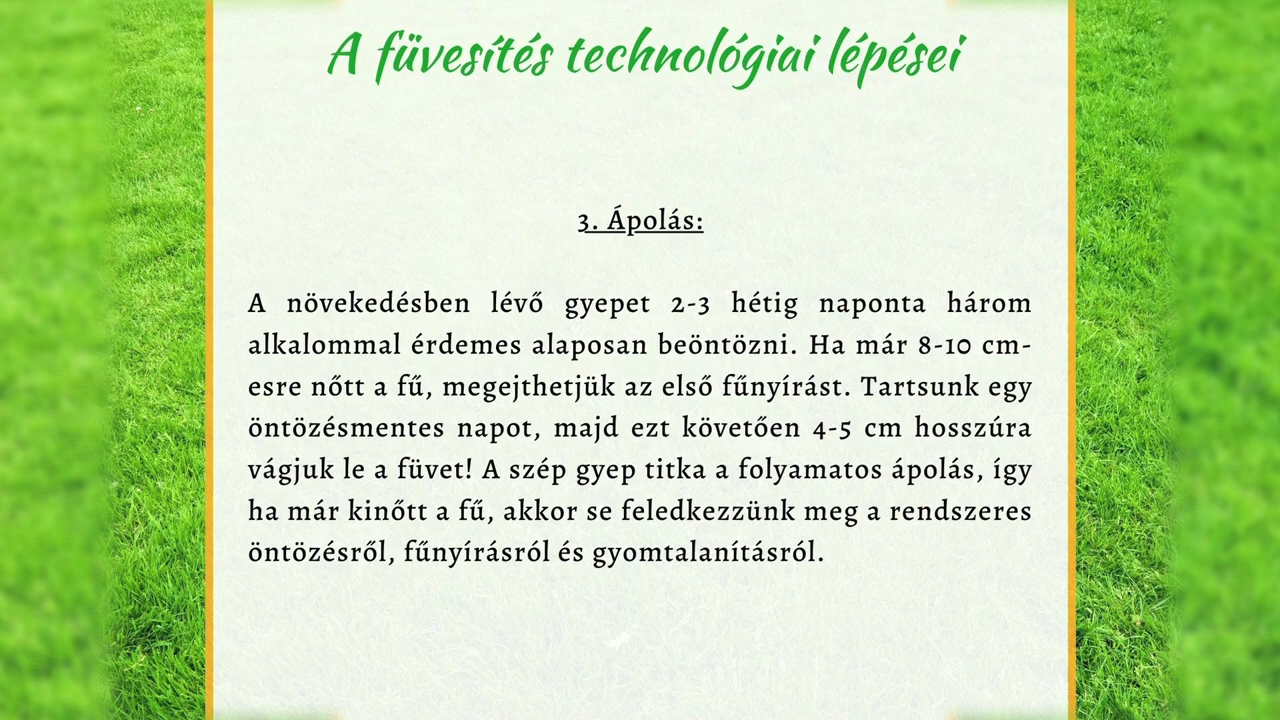 A füvesítés technológiai lépései
3. Ápolás:
A növekedésben lévő gyepet 2-3 hétig naponta három
alkalommal érdemes alaposan beöntözni. Ha már 8-10 cm-
esre nőtt a fű, megejthetjük az első fűnyírást. Tartsunk egy
öntözésmentes napot, majd ezt követően 4-5 cm hosszúra
vágjuk le a füvet! A szép gyep titka a folyamatos ápolás, így
ha már kinőtt a fű, akkor se feledkezzünk meg a rendszeres
öntözésről, fűnyírásról és gyomtalanításról.